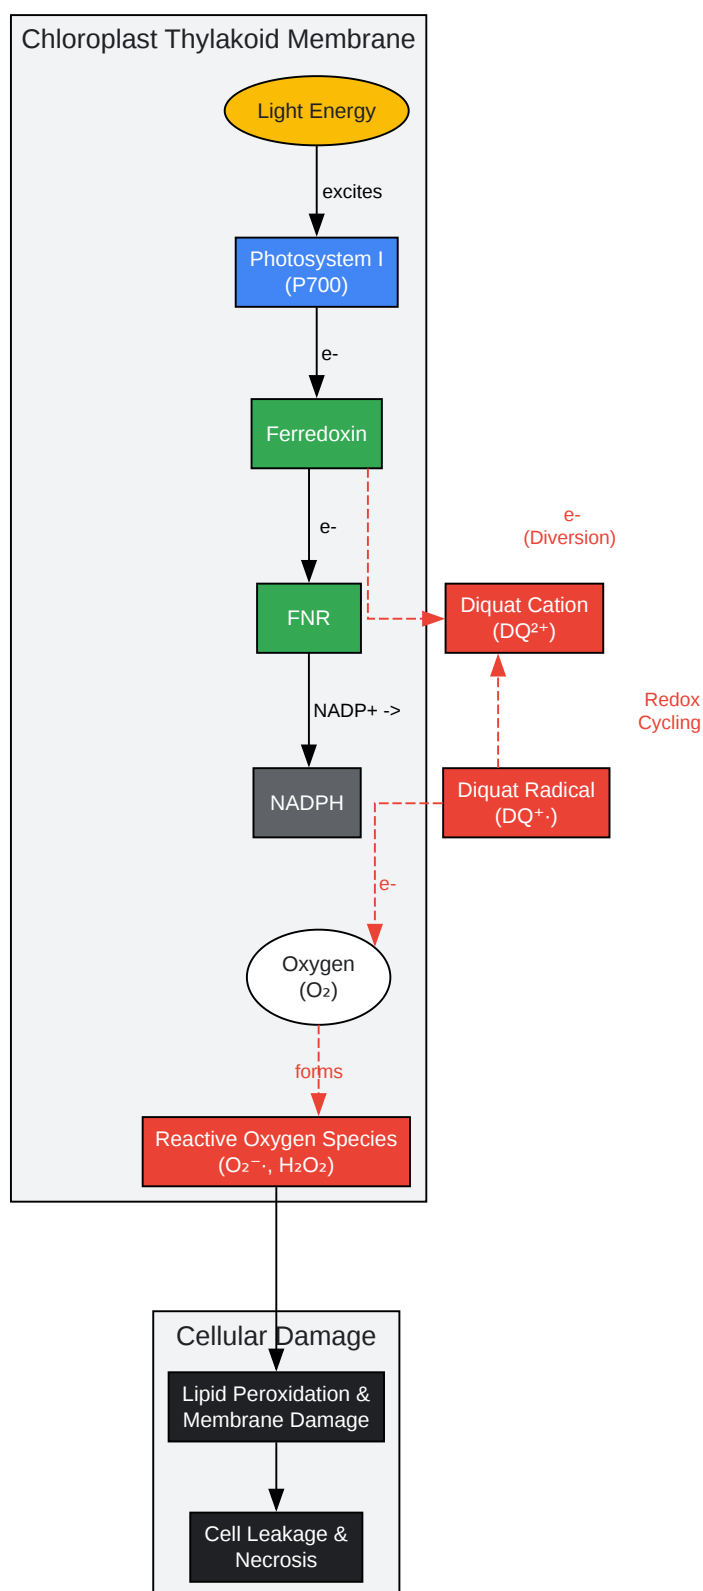 Chloroplast Thylakoid Membrane
Light Energy
excites
Photosystem I
(P700)
e-
Ferredoxin
e-
(Diversion)
e-
FNR
Diquat Cation
(DQ²⁺)
NADP+ ->
Redox
Cycling
NADPH
Diquat Radical
(DQ⁺·)
e-
Oxygen
(O₂)
forms
Reactive Oxygen Species
(O₂⁻·, H₂O₂)
Cellular Damage
Lipid Peroxidation &
Membrane Damage
Cell Leakage &
Necrosis